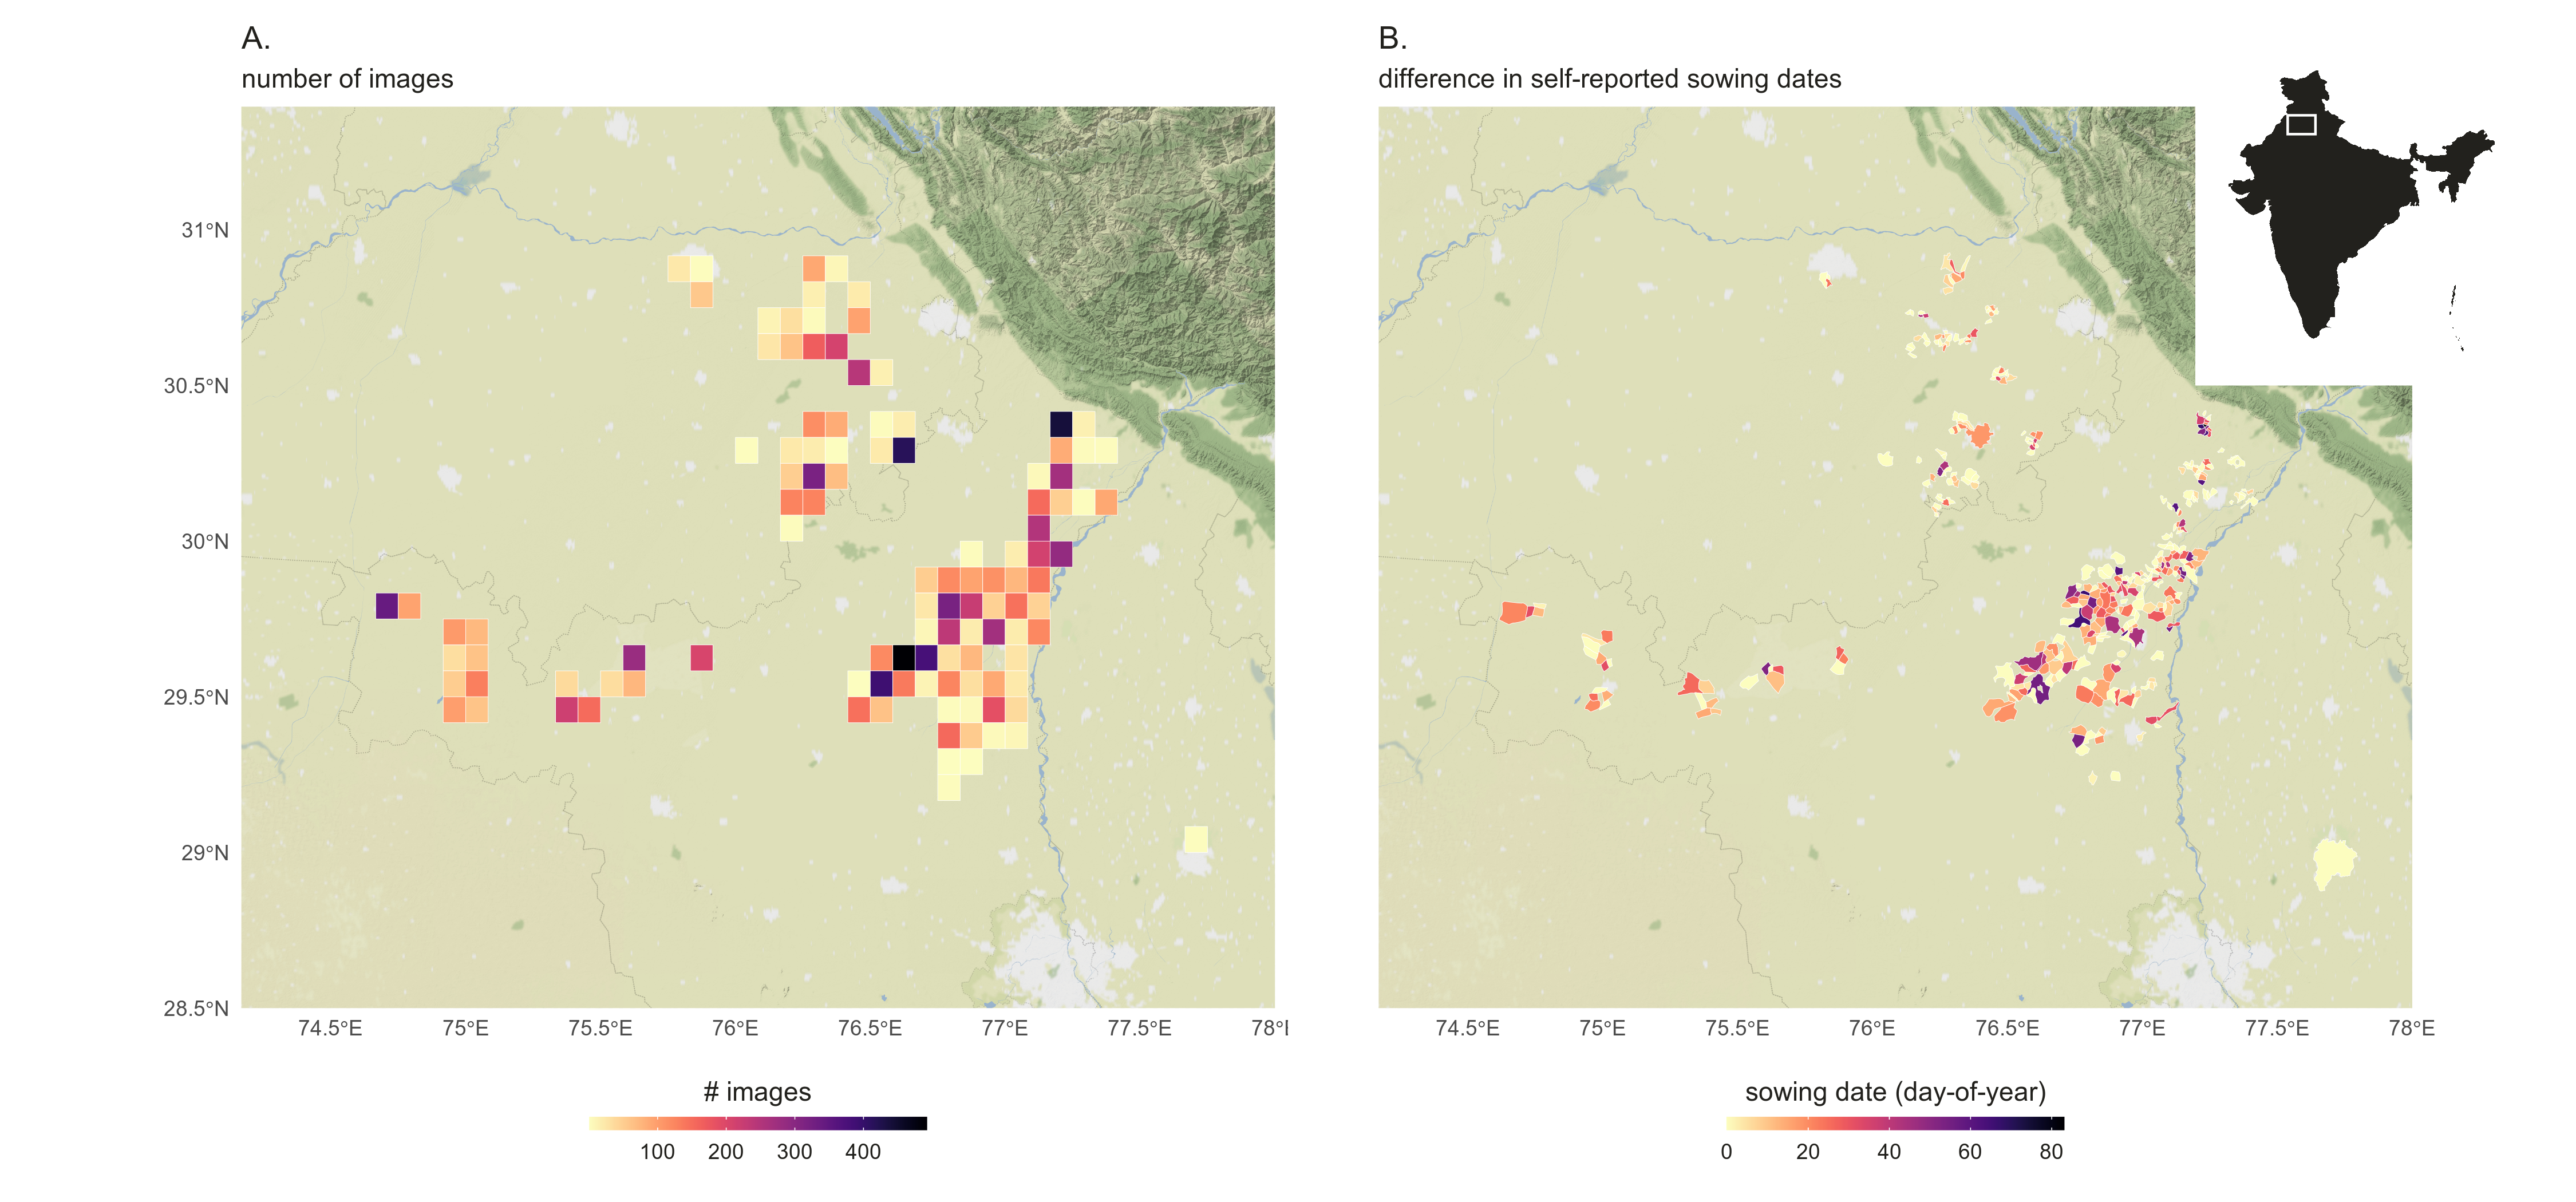 A.
number of images
31°N
30.5°N
30°N
29.5°N
29°N
28.5°N
74.5°E 75°E 75.5°E 76°E 76.5°E 77°E 77.5°E 78°
# images
100 200 300 400
B.
difference in self-reported sowing dates
74.5°E 75°E 75.5°E 76°E 76.5°E 77°E 77.5°E 78°E
sowing date (day-of-year)
0 20 40 60 80